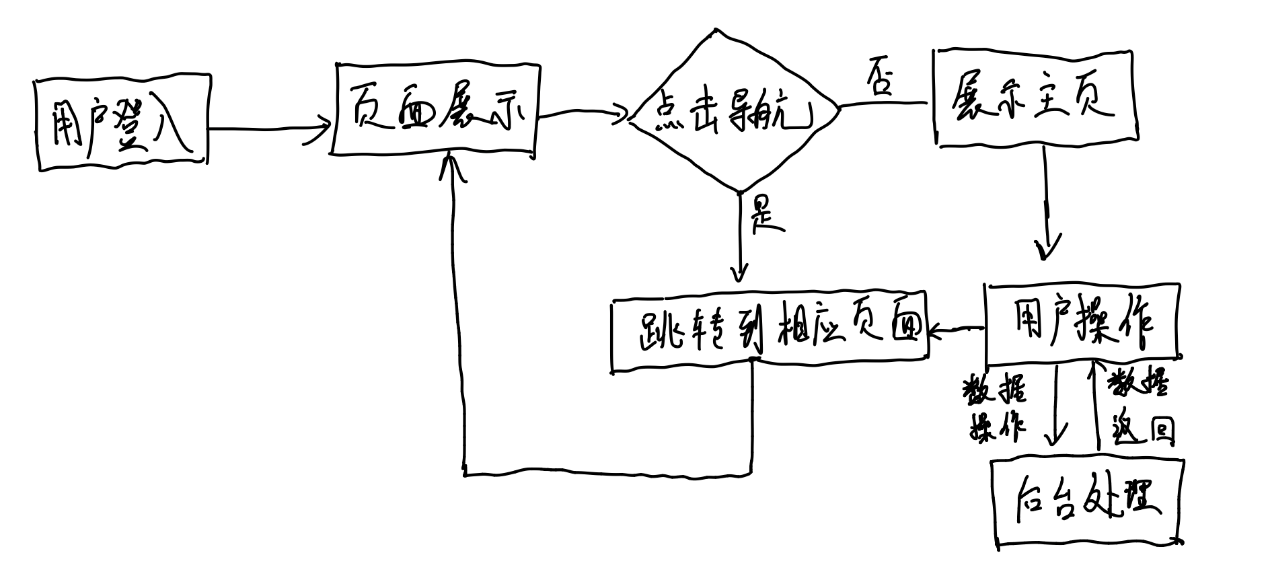 用户登入
页面展示
点击导航
否
展示主页
是
跳转到相应页面
用户操作
数据
操作
数据
返回
后台处理